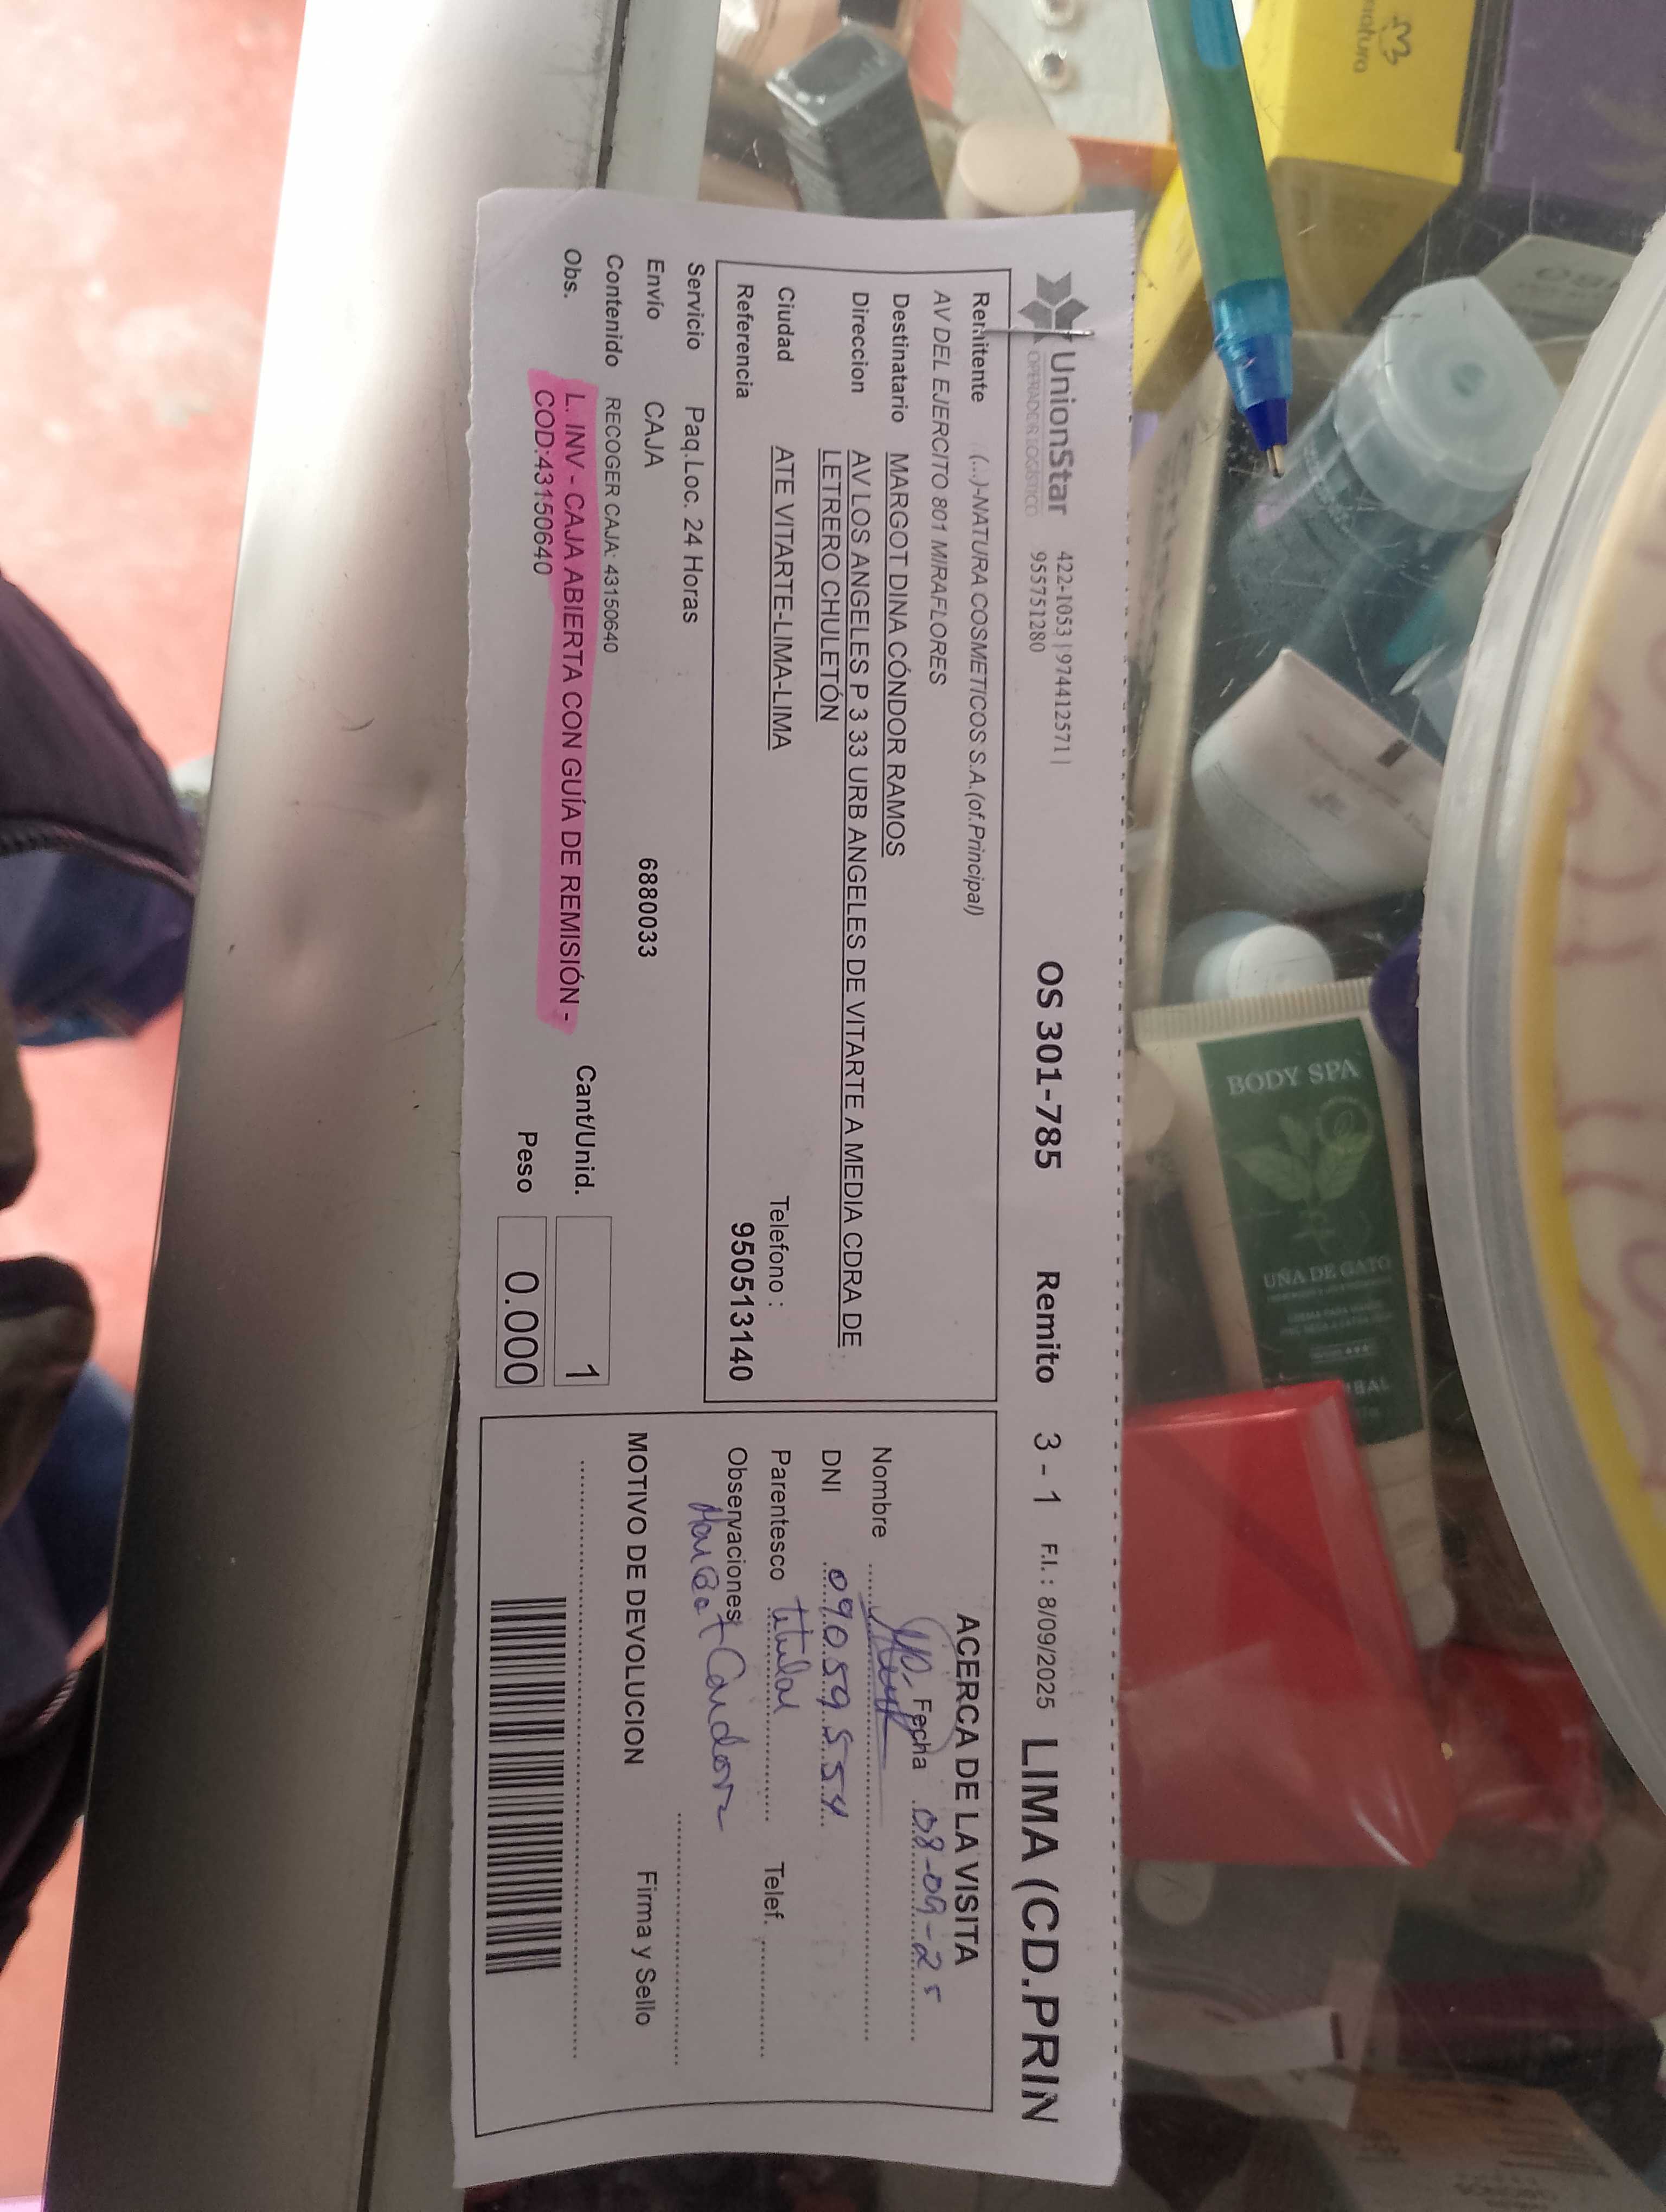 UnionStar
OPERADOR LOGÍSTICO
422-1053 | 974412571 |
955751280
OS 301-785 Remito 3 - 1 F.I. : 8/09/2025 LIMA (CD.PRIN
Remitente (...)-NATURA COSMETICOS S.A.(of.Principal)
AV DEL EJERCITO 801 MIRAFLORES
Destinatario MARGOT DINA CÓNDOR RAMOS
Direccion AV LOS ANGELES P 3 33 URB ANGELES DE VITARTE A MEDIA CDRA DE
LETRERO CHULETÓN
Ciudad ATE VITARTE-LIMA-LIMA Telefono :
Referencia 950513140
Servicio Paq.Loc. 24 Horas
Envío CAJA 6880033
Contenido RECOGER CAJA: 43150640
Obs. L. INV - CAJA ABIERTA CON GUÍA DE REMISIÓN -
COD:43150640
Cant/Unid. 1
Peso 0.000
ACERCA DE LA VISITA
Fecha 08-09-25
Nombre
DNI 09059554
Parentesco titular Telef.
Observaciones
Margot Condor
MOTIVO DE DEVOLUCION Firma y Sello
natura
BODY SPA
UÑA DE GATO